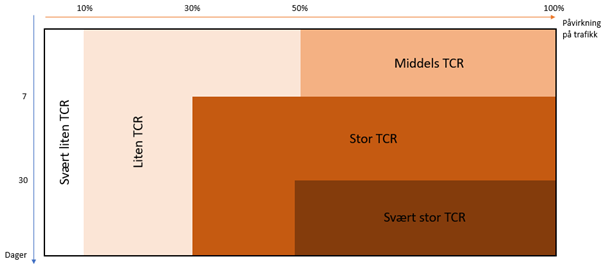 10%
30%
50%
100%
Påvirkning
på trafikk
Middels TCR
7
Svært liten TCR
Liten TCR
Stor TCR
30
Svært stor TCR
Dager